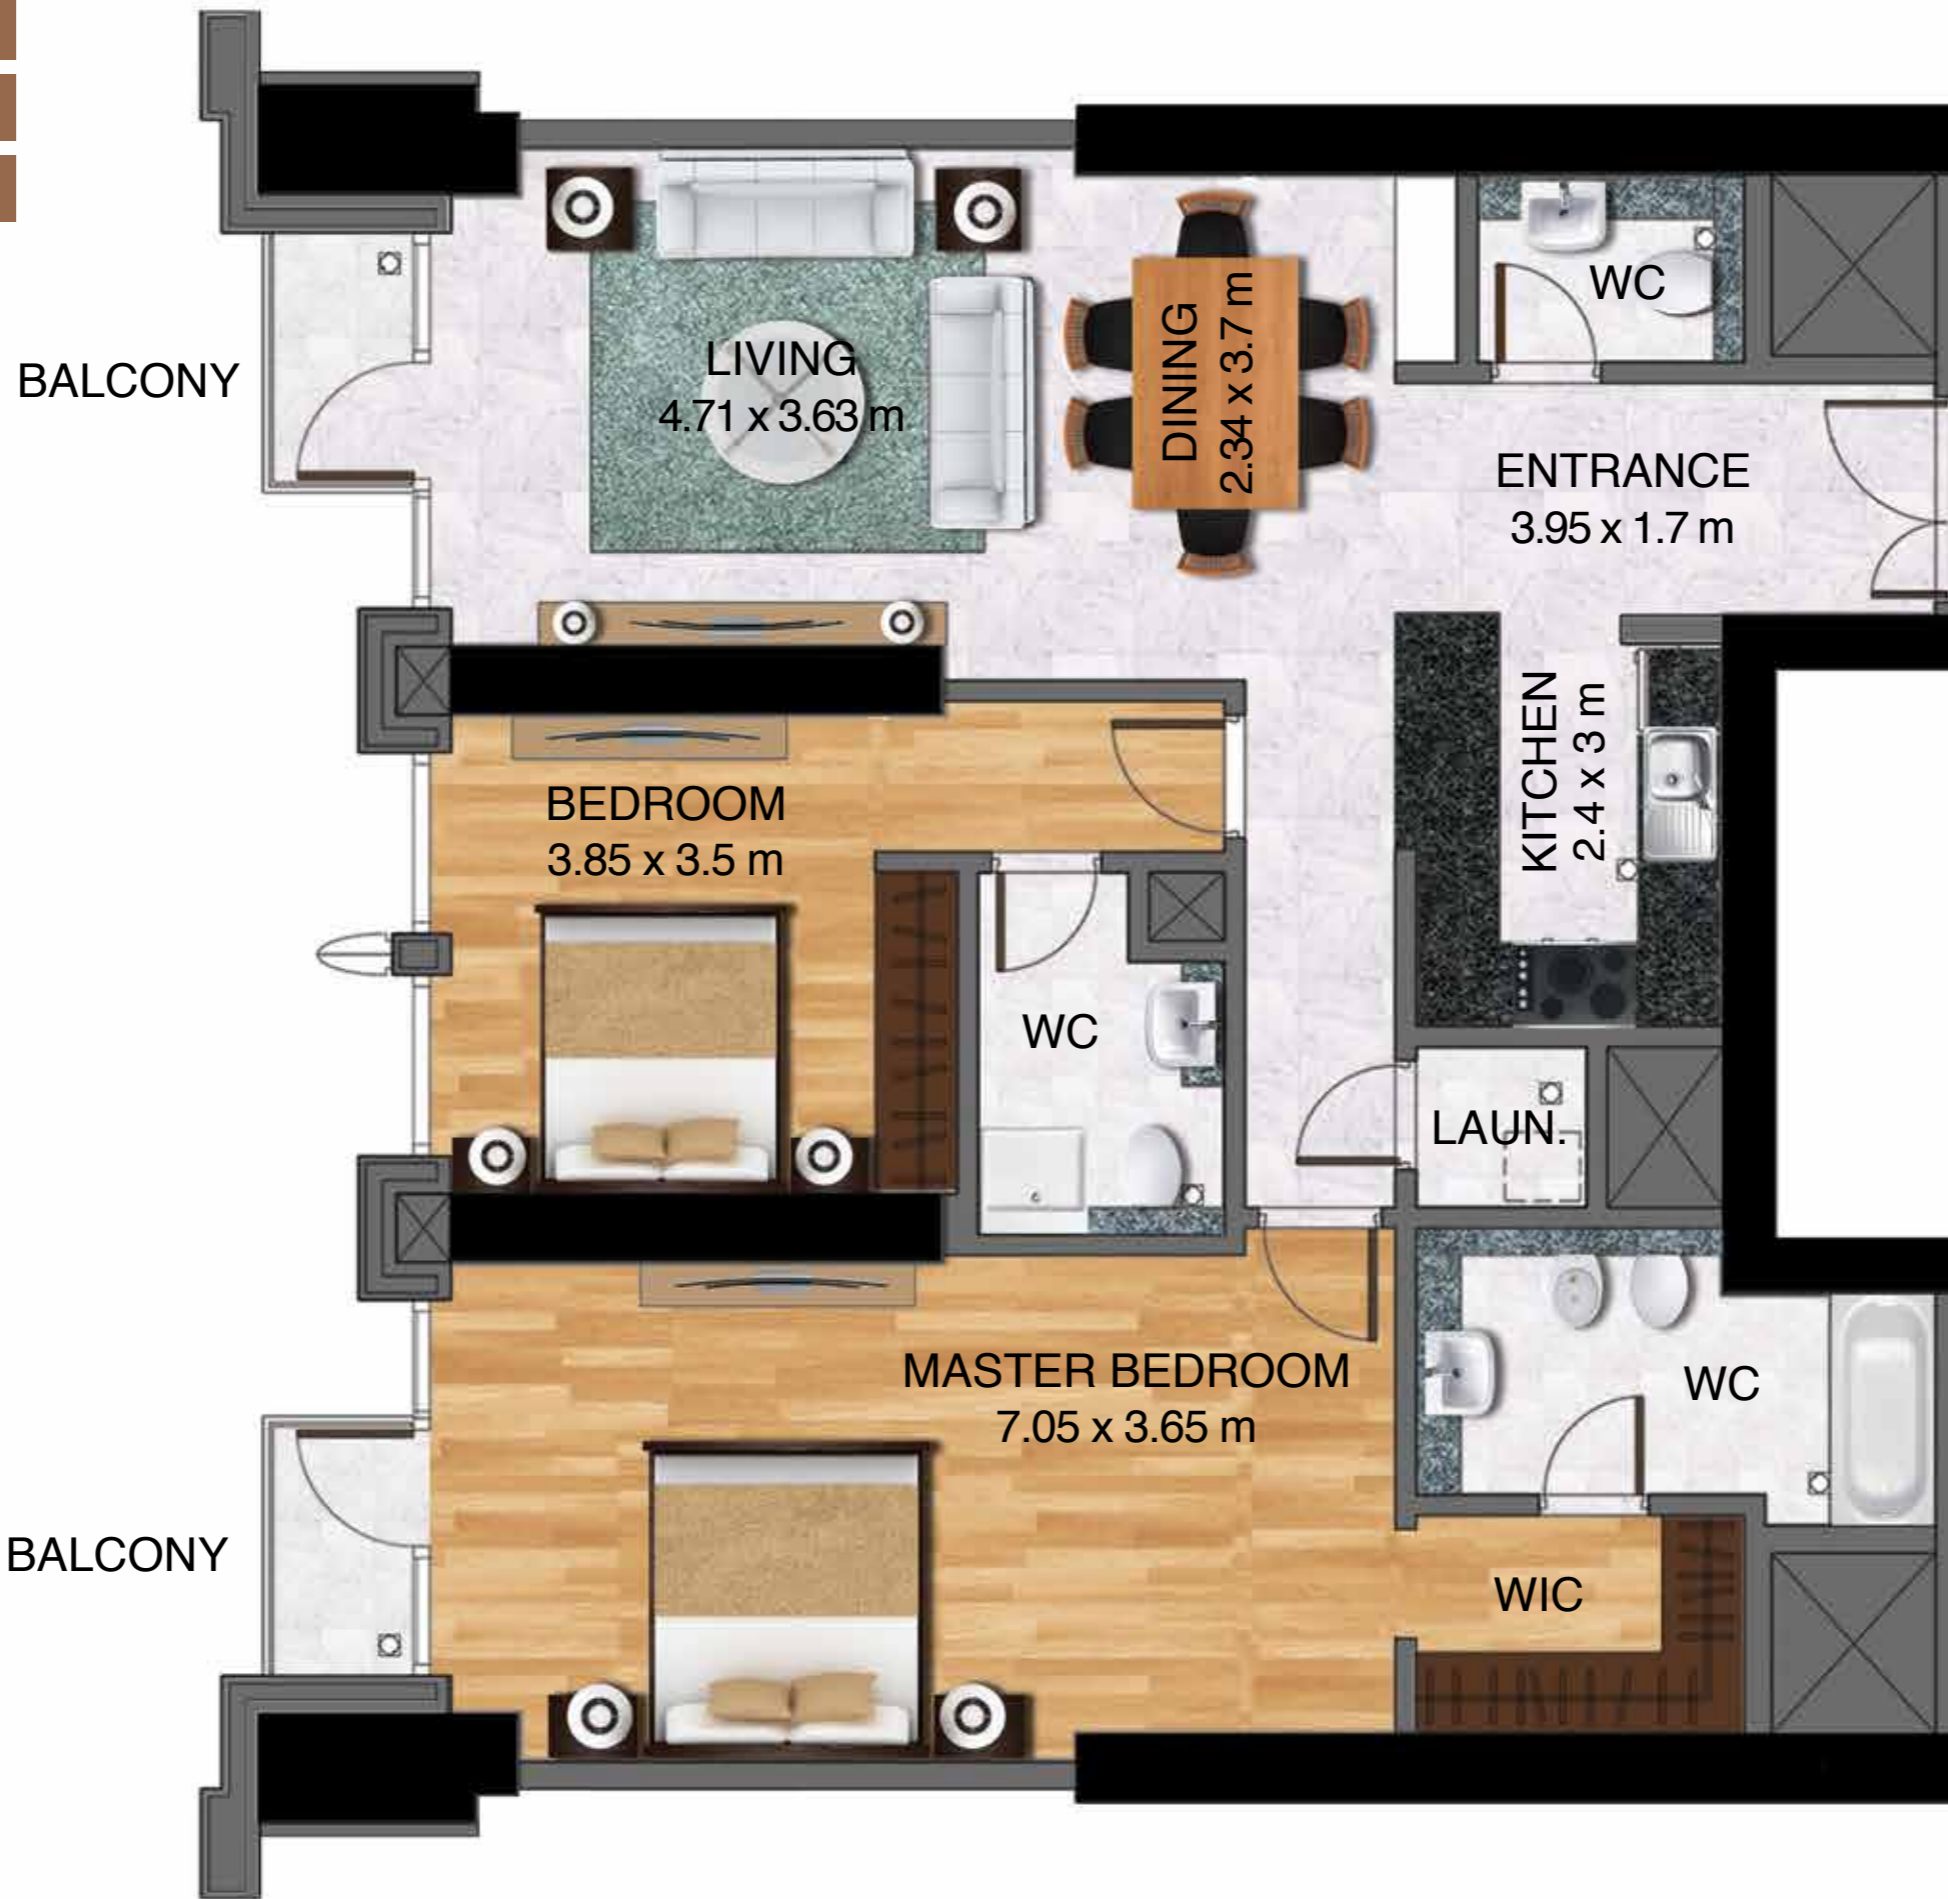 WC
BALCONY
LIVING
4.71 x 3.63 m
DINING
2.34 x 3.7 m
ENTRANCE
3.95 x 1.7 m
BEDROOM
3.85 x 3.5 m
KITCHEN
2.4 x 3 m
WC
LAUN.
MASTER BEDROOM
7.05 x 3.65 m
WC
BALCONY
WIC